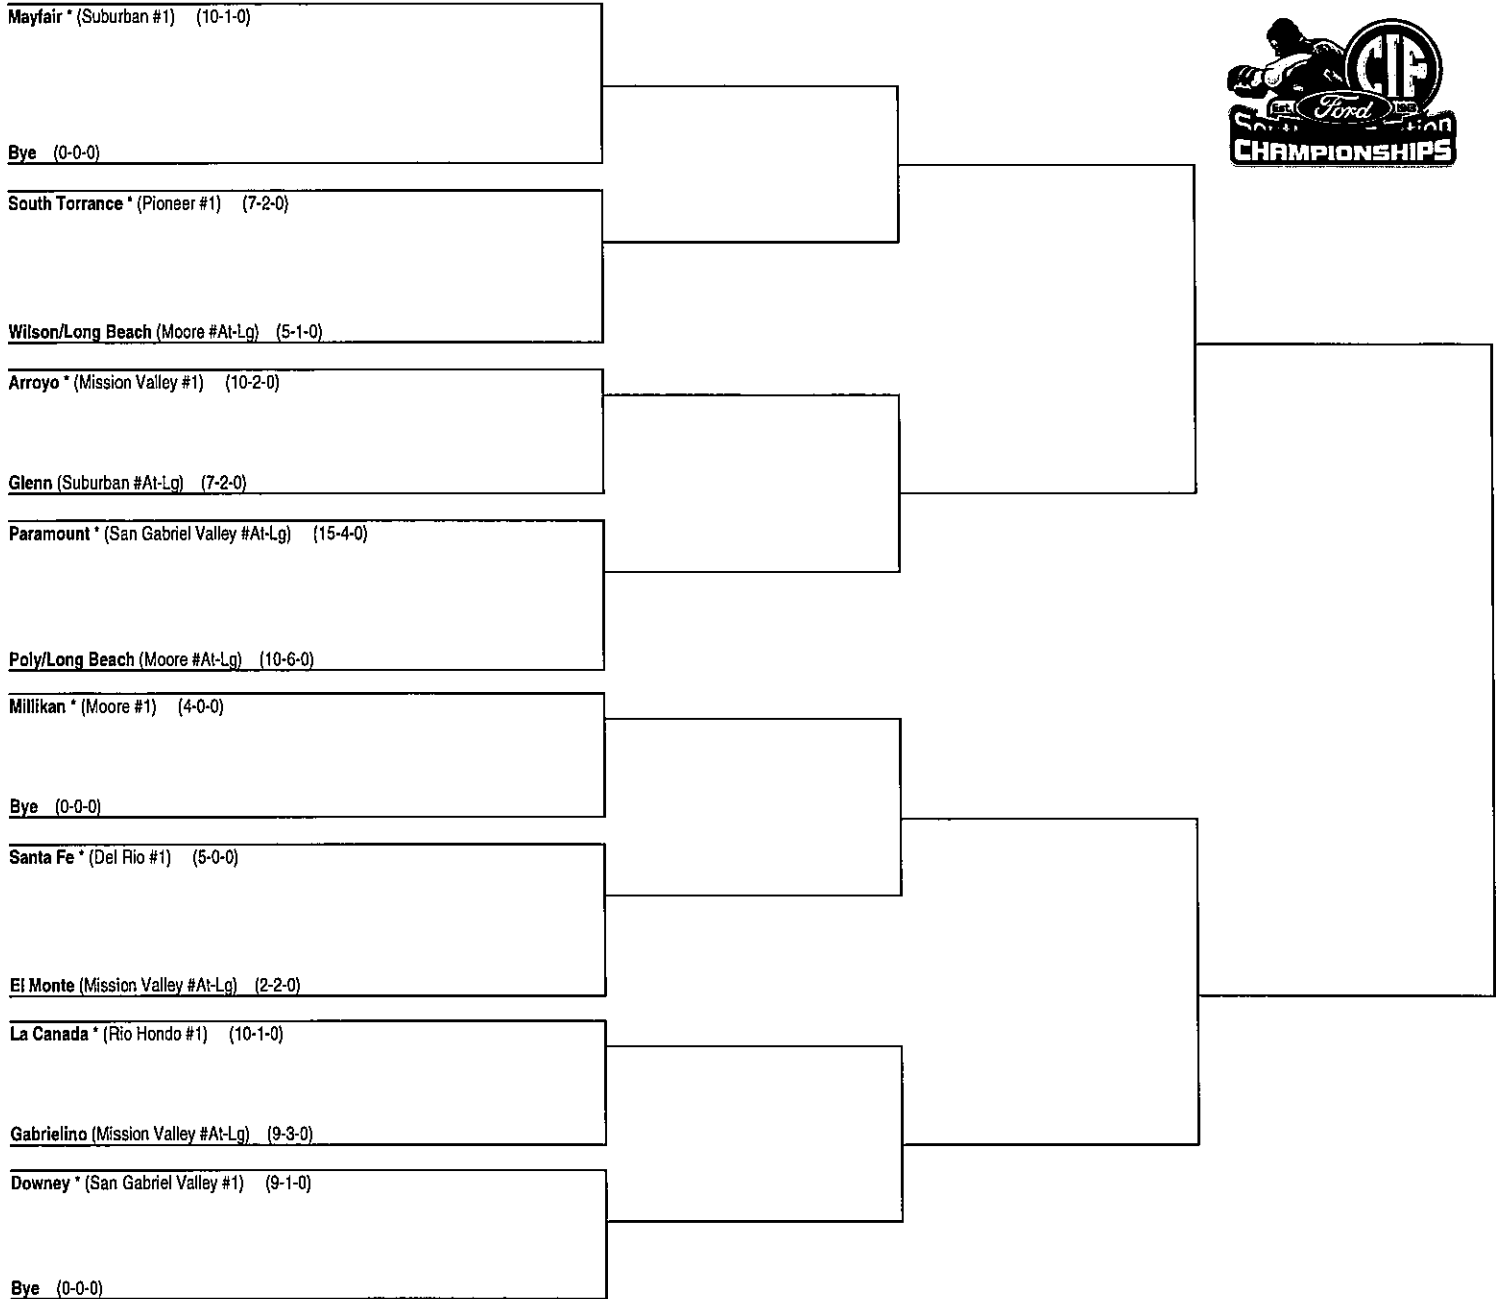 Mayfair * (Suburban #1) (10-1-0)
Bye (0-0-0)
South Torrance * (Pioneer #1) (7-2-0)
Wilson/Long Beach (Moore #At-Lg) (5-1-0)
Arroyo * (Mission Valley #1) (10-2-0)
Glenn (Suburban #At-Lg) (7-2-0)
Paramount * (San Gabriel Valley #At-Lg) (15-4-0)
Poly/Long Beach (Moore #At-Lg) (10-6-0)
Millikan * (Moore #1) (4-0-0)
Bye (0-0-0)
Santa Fe * (Del Rio #1) (5-0-0)
El Monte (Mission Valley #At-Lg) (2-2-0)
La Canada * (Rio Hondo #1) (10-1-0)
Gabrielino (Mission Valley #At-Lg) (9-3-0)
Downey * (San Gabriel Valley #1) (9-1-0)
Bye (0-0-0)
CIF
Est. Ford
CHAMPIONSHIPS